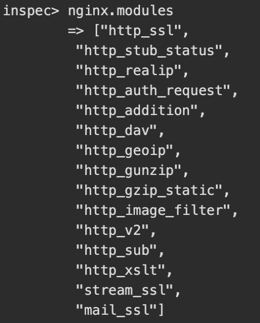 inspec> nginx.modules
=> ["http_ssl",
"http_stub_status",
"http_realip",
"http_auth_request",
"http_addition",
"http_dav",
"http_geoip",
"http_gunzip",
"http_gzip_static",
"http_image_filter",
"http_v2",
"http_sub",
"http_xslt",
"stream_ssl",
"mail_ssl"]